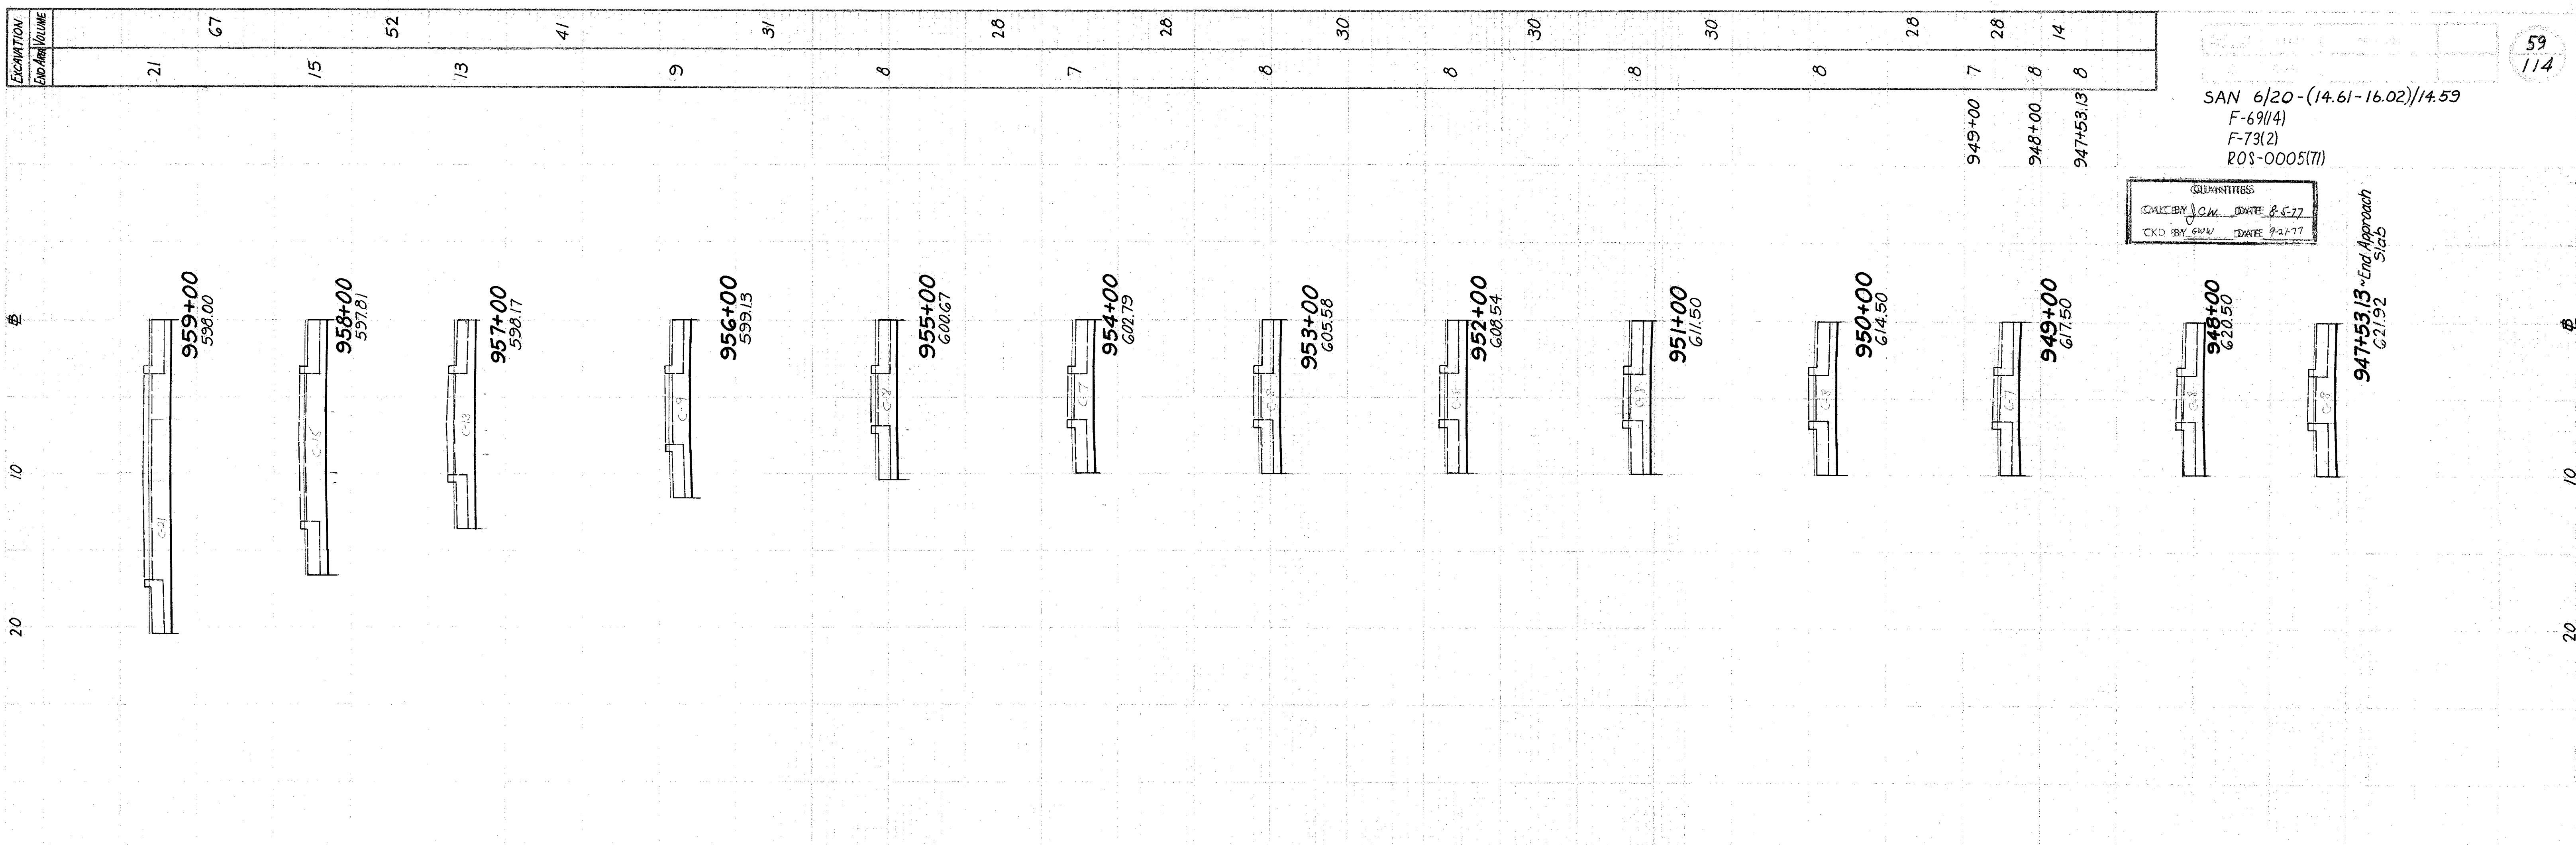 EXCAVATION
END AREA VOLUME
67 52 41 31 28 28 30 30 30 28 28 14
21 15 13 9 8 7 8 8 8 8 7 8 8
949+00
948+00
947+53.13
59
114
SAN 6/20-(14.61-16.02)/14.59
F-69(14)
F-73(2)
ROS-0005(71)
QUANTITIES
CALC BY J.C.W. DATE 8-5-77
CKD BY GWW DATE 9-21-77
959+00
598.00
958+00
597.81
957+00
598.17
956+00
599.13
955+00
600.67
954+00
602.79
953+00
605.58
952+00
608.54
951+00
611.50
950+00
614.50
949+00
617.50
948+00
620.50
947+53.13~End Approach
Slab
621.92
C-21
C-15
C-13
C-9
C-8
C-7
C-8
C-8
C-8
C-8
C-7
C-8
C-8
10
20
10
20